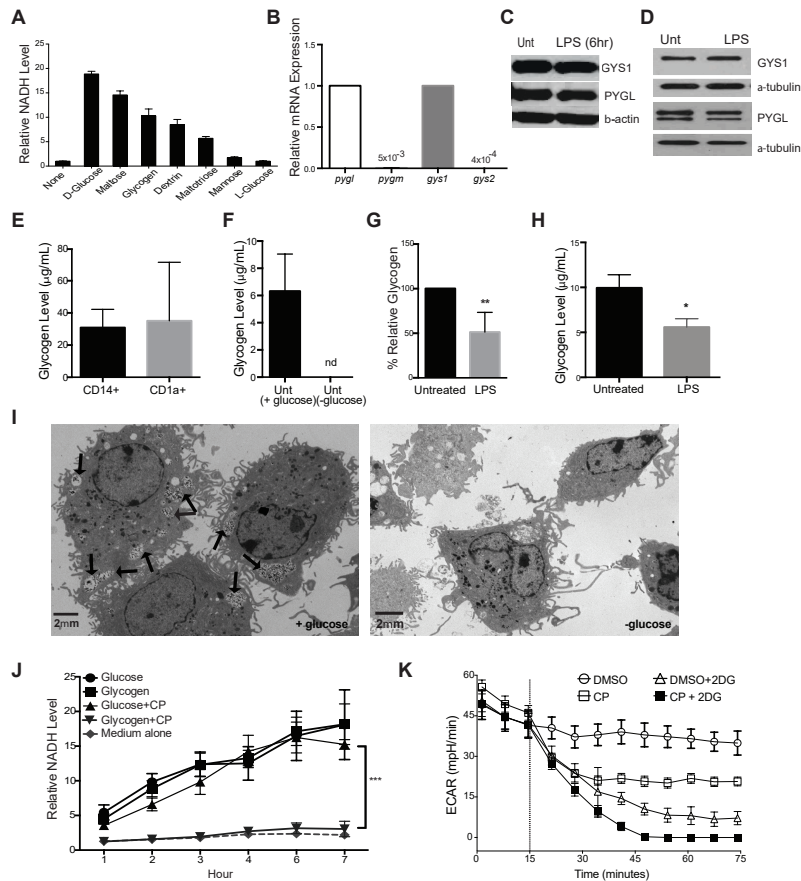 A
Relative NADH Level
25
20
15
10
5
0
None
D-Glucose
Maltose
Glycogen
Dextrin
Maltotriose
Mannose
L-Glucose
B
Relative mRNA Expression
1.5
1.0
0.5
0.0
5x10-3
4x10-4
pygl
pygm
gys1
gys2
C
Unt LPS (6hr)
GYS1
PYGL
b-actin
D
Unt LPS
GYS1
a-tubulin
PYGL
a-tubulin
E
Glycogen Level (µg/mL)
80
60
40
20
0
CD14+ CD1a+
F
Glycogen Level (µg/mL)
10
8
6
4
2
0
nd
Unt Unt
(+ glucose)(-glucose)
G
% Relative Glycogen
150
100
50
0
**
Untreated LPS
H
Glycogen Level (µg/mL)
15
10
5
0
*
Untreated LPS
I
2mm
+ glucose
2mm
-glucose
J
Relative NADH Level
25
20
15
10
5
0
Glucose
Glycogen
Glucose+CP
Glycogen+CP
Medium alone
***
1 2 3 4 6 7
Hour
K
ECAR (mpH/min)
60
45
30
15
0
DMSO DMSO+2DG
CP CP + 2DG
0 15 30 45 60 75
Time (minutes)